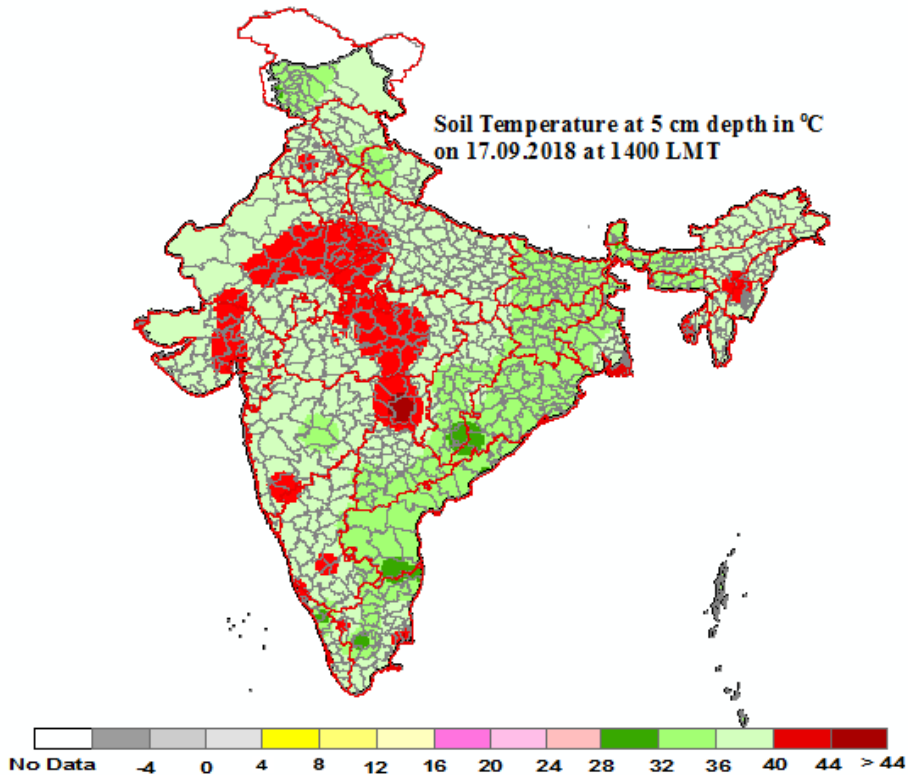 Soil Temperature at 5 cm depth in ⁰C
on 17.09.2018 at 1400 LMT
No Data -4 0 4 8 12 16 20 24 28 32 36 40 44 > 44